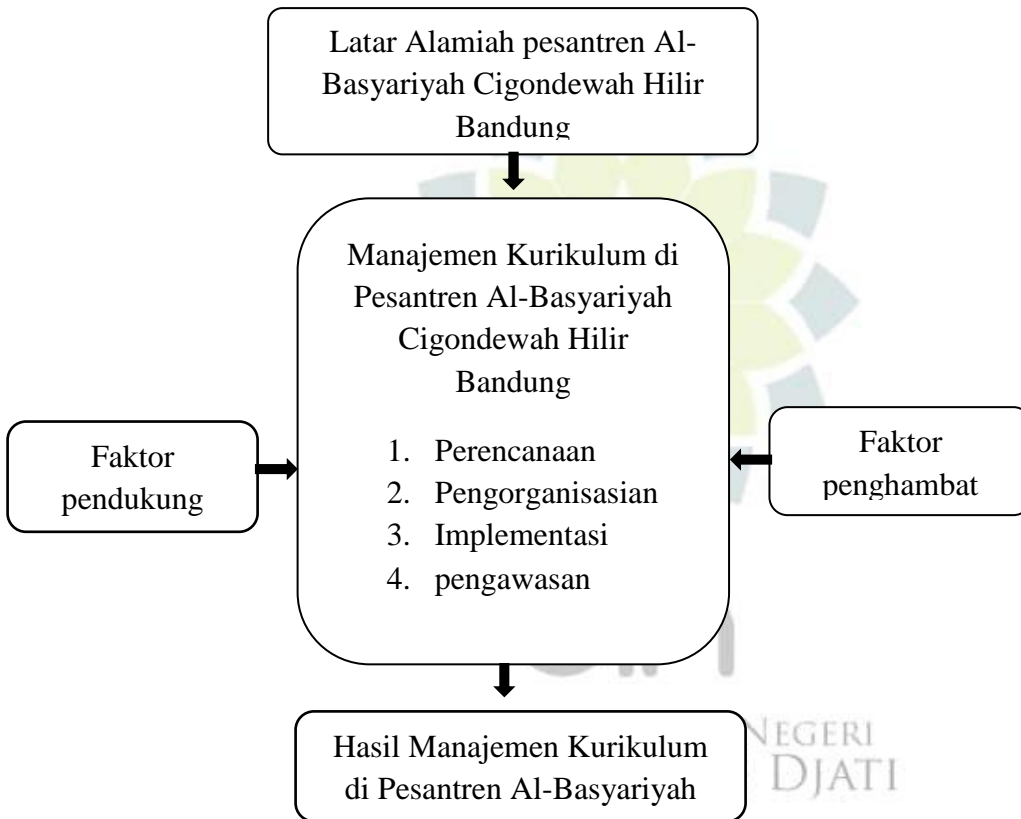 Latar Alamiah pesantren Al-
Basyariyah Cigondewah Hilir
Bandung
Manajemen Kurikulum di
Pesantren Al-Basyariyah
Cigondewah Hilir
Bandung
1. Perencanaan
2. Pengorganisasian
3. Implementasi
4. pengawasan
Faktor
pendukung
Faktor
penghambat
Hasil Manajemen Kurikulum
di Pesantren Al-Basyariyah
NEGERI
DJATI